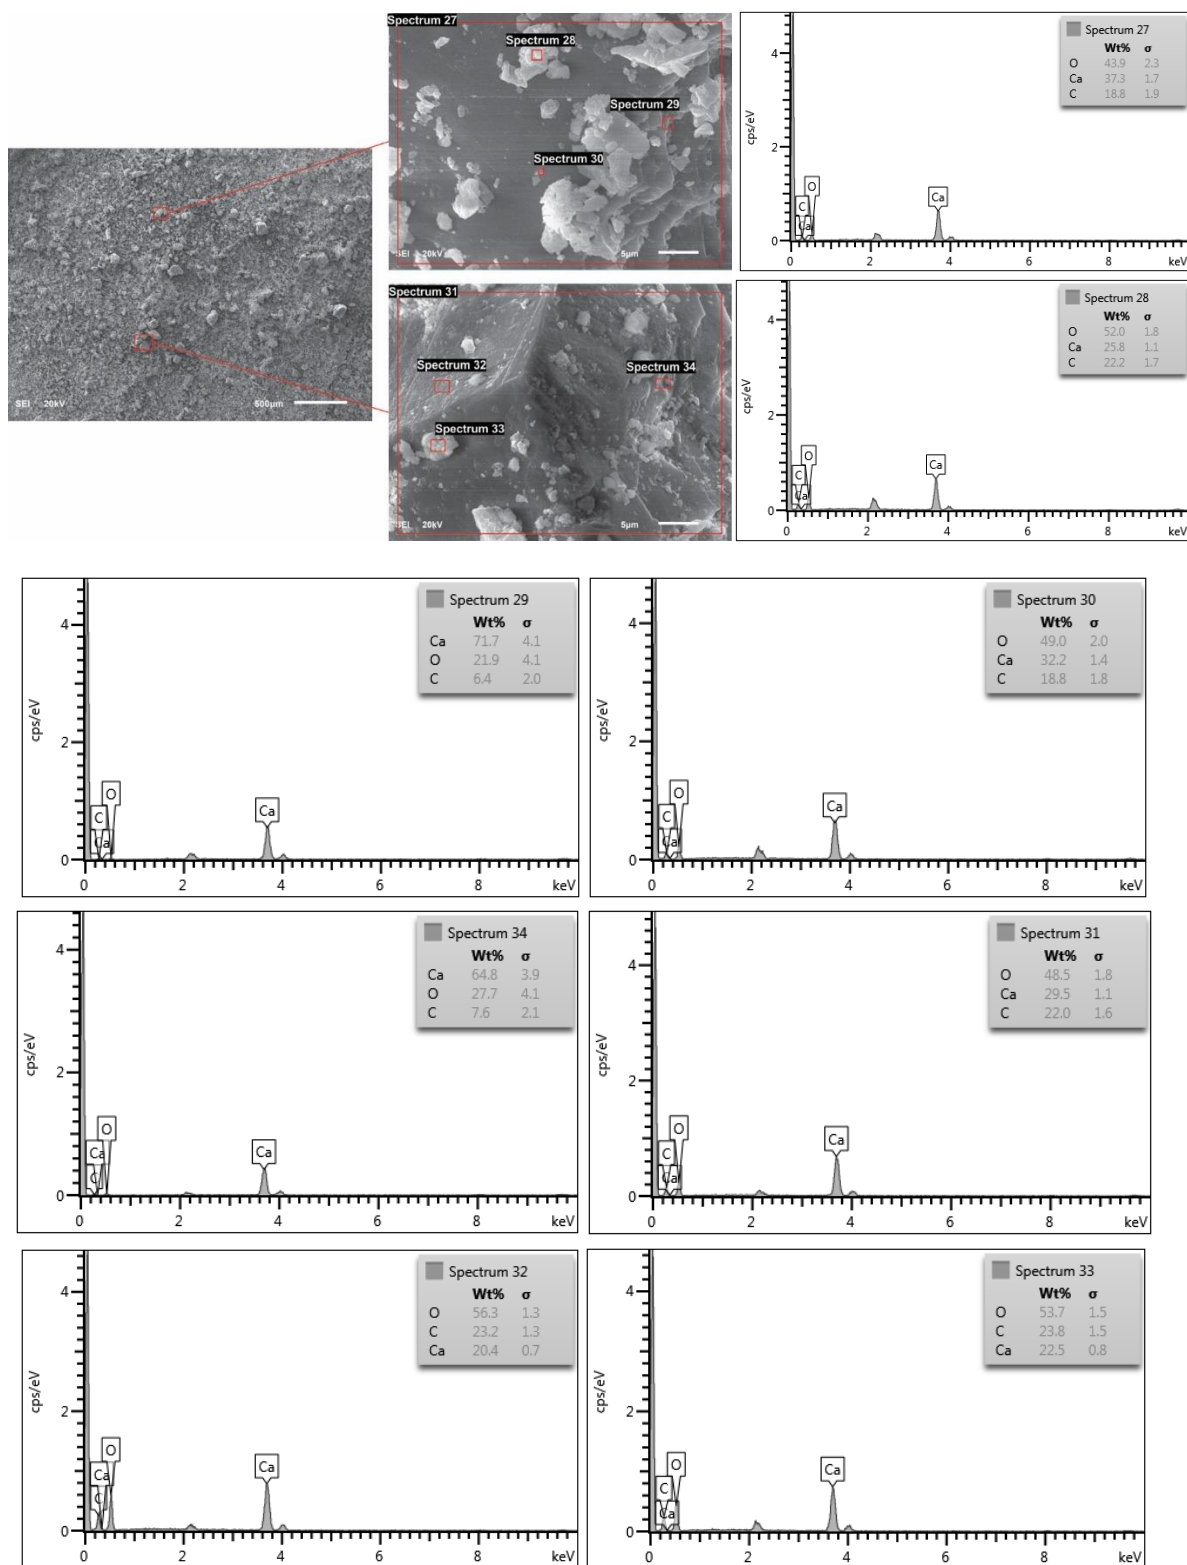 Spectrum 27
Spectrum 28
Spectrum 29
Spectrum 30
SEI 20kV 5μm
SEI 20kV 500μm
Spectrum 31
Spectrum 32
Spectrum 34
Spectrum 33
SEI 20kV 5μm
Spectrum 27
Wt% σ
O 43.9 2.3
Ca 37.3 1.7
C 18.8 1.9
cps/eV
4
2
0
O
C
Ca
Ca
0 2 4 6 8 keV
Spectrum 28
Wt% σ
O 52.0 1.8
Ca 25.8 1.1
C 22.2 1.7
cps/eV
4
2
0
O
C
Ca
Ca
0 2 4 6 8 keV
Spectrum 29
Wt% σ
Ca 71.7 4.1
O 21.9 4.1
C 6.4 2.0
cps/eV
4
2
0
O
C
Ca
Ca
0 2 4 6 8 keV
Spectrum 30
Wt% σ
O 49.0 2.0
Ca 32.2 1.4
C 18.8 1.8
cps/eV
4
2
0
O
C
Ca
Ca
0 2 4 6 8 keV
Spectrum 34
Wt% σ
Ca 64.8 3.9
O 27.7 4.1
C 7.6 2.1
cps/eV
4
2
0
O
Ca
C
Ca
0 2 4 6 8 keV
Spectrum 31
Wt% σ
O 48.5 1.8
Ca 29.5 1.1
C 22.0 1.6
cps/eV
4
2
0
O
C
Ca
Ca
0 2 4 6 8 keV
Spectrum 32
Wt% σ
O 56.3 1.3
C 23.2 1.3
Ca 20.4 0.7
cps/eV
4
2
0
O
Ca
C
Ca
0 2 4 6 8 keV
Spectrum 33
Wt% σ
O 53.7 1.5
C 23.8 1.5
Ca 22.5 0.8
cps/eV
4
2
0
O
C
Ca
Ca
0 2 4 6 8 keV